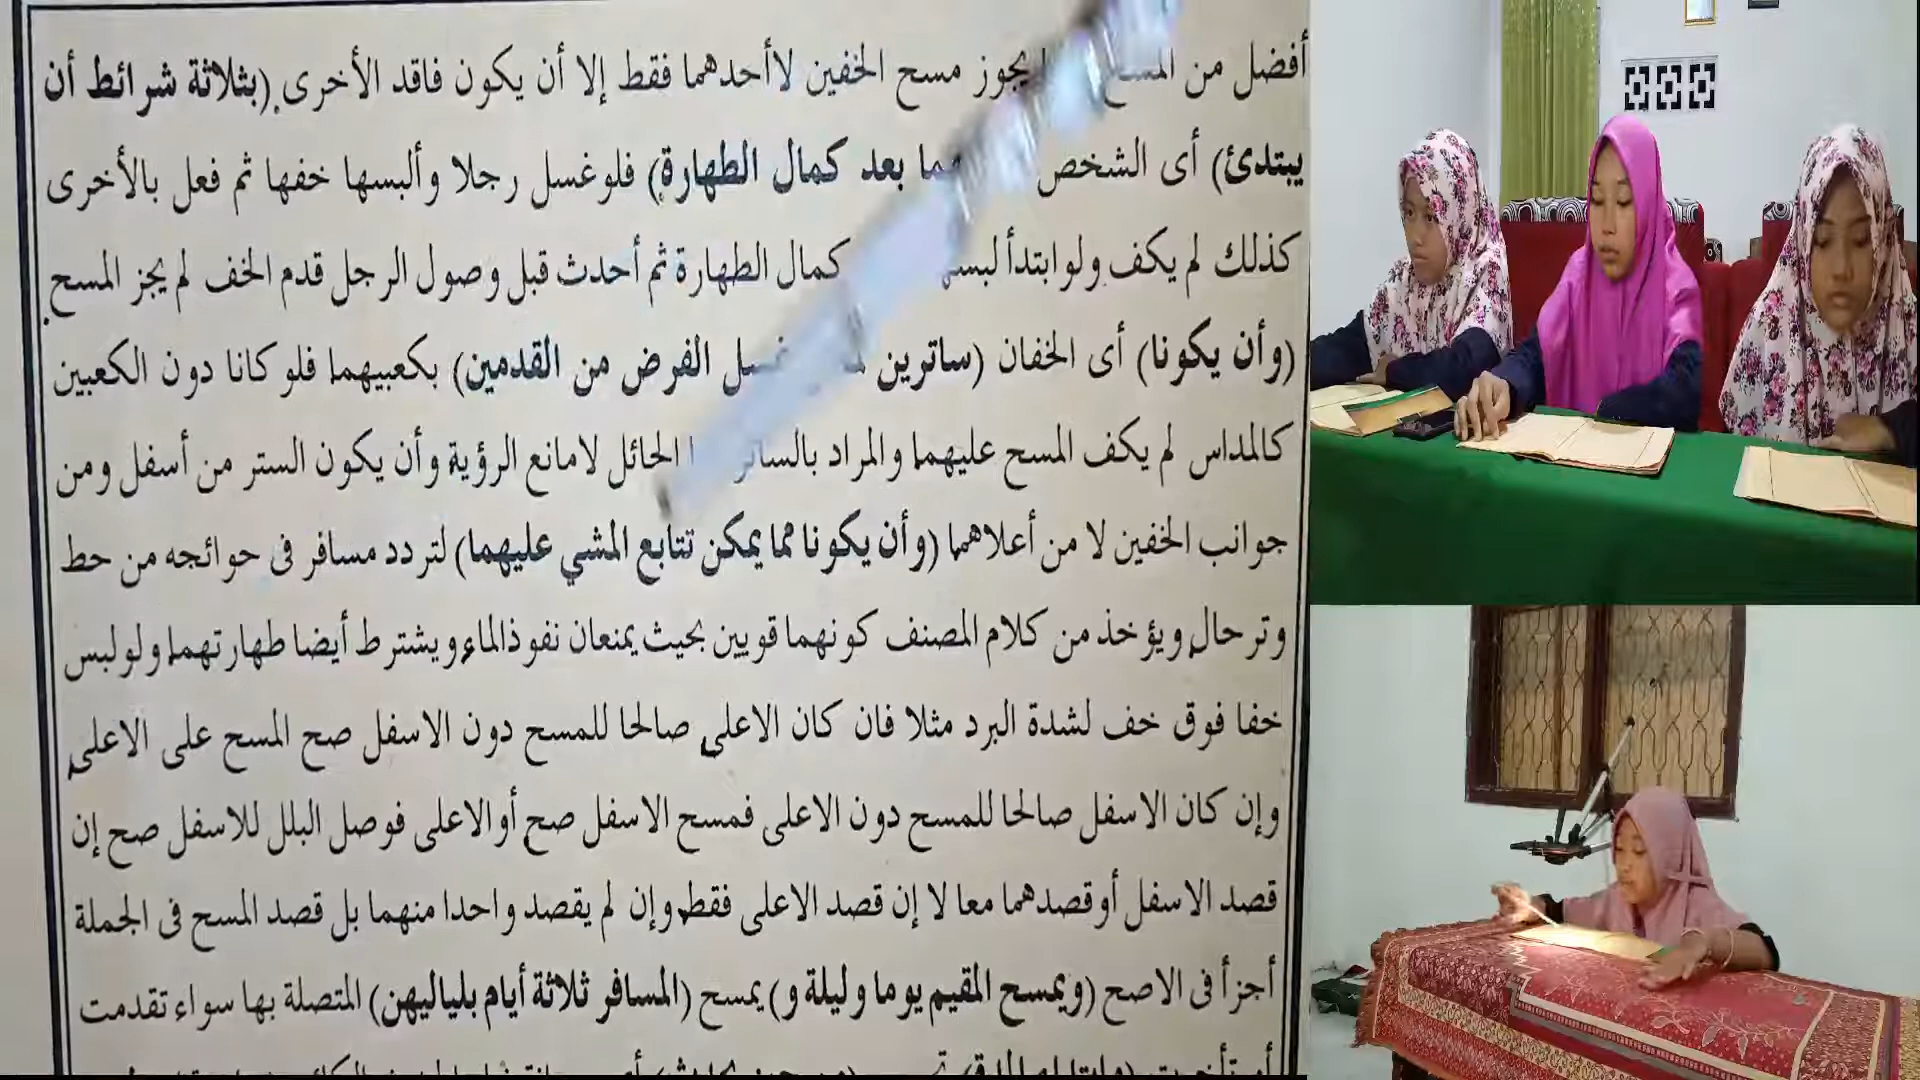 أفضل من المسح يجوز مسح الخفين لاأحدهما فقط إلا أن يكون فاقد الأخرى (بثلاثة شرائط أن
يبتدئ) أى الشخص بعد كمال الطهارة) فلو غسل رجلا وألبسها خفها ثم فعل بالأخرى
كذلك لم يكف ولو ابتدأ كمال الطهارة ثم أحدث قبل وصول الرجل قدم الخف لم يجز المسح
(وأن يكونا) أى الخفان (ساترين الفرض من القدمين) بكعبيهما فلو كانا دون الكعبين
كالمداس لم يكف المسح عليهما والمراد الحائل لامانع الرؤية وأن يكون الستر من أسفل ومن
جوانب الخفين لا من أعلاهما (وأن يكونا مما يمكن تتابع المشي عليهما) لتردد مسافر فى حوائجه من حط
وترحال ويؤخذ من كلام المصنف كونهما قويين بحيث يمنعان نفوذ الماء ويشترط أيضا طهارتهما ولو لبس
خفا فوق خف لشدة البرد مثلا فان كان الاعلى صالحا للمسح دون الاسفل صح المسح على الاعلى
وإن كان الاسفل صالحا للمسح دون الاعلى فمسح الاسفل صح أو الاعلى فوصل البلل للاسفل صح إن
قصد الاسفل أو قصدهما معا لا إن قصد الاعلى فقط وإن لم يقصد واحدا منهما بل قصد المسح فى الجملة
أجزأ فى الاصح (ويمسح المقيم يوما وليلة و) يمسح (المسافر ثلاثة أيام بلياليهن) المتصلة بها سواء تقدمت